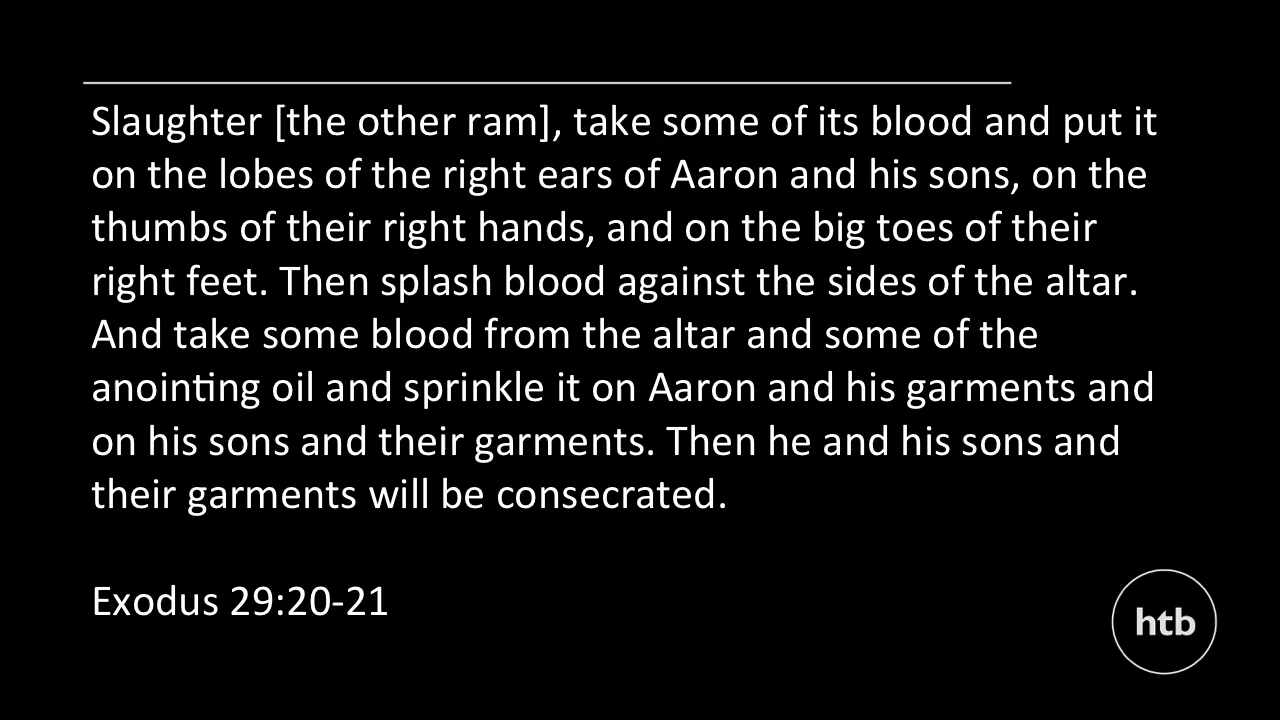 Slaughter [the other ram], take some of its blood and put it
on the lobes of the right ears of Aaron and his sons, on the
thumbs of their right hands, and on the big toes of their
right feet. Then splash blood against the sides of the altar.
And take some blood from the altar and some of the
anointing oil and sprinkle it on Aaron and his garments and
on his sons and their garments. Then he and his sons and
their garments will be consecrated.
Exodus 29:20-21
htb